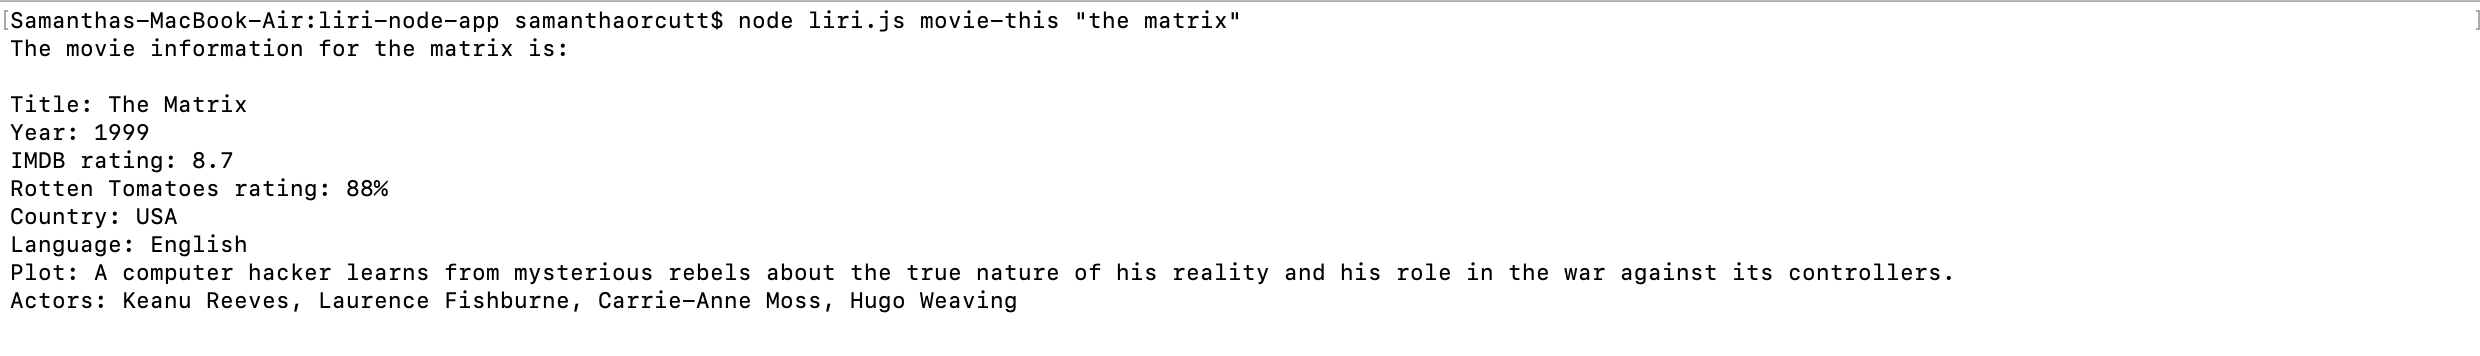 Samanthas-MacBook-Air:liri-node-app samanthaorcutt$ node liri.js movie-this "the matrix"
The movie information for the matrix is:
Title: The Matrix
Year: 1999
IMDB rating: 8.7
Rotten Tomatoes rating: 88%
Country: USA
Language: English
Plot: A computer hacker learns from mysterious rebels about the true nature of his reality and his role in the war against its controllers.
Actors: Keanu Reeves, Laurence Fishburne, Carrie-Anne Moss, Hugo Weaving